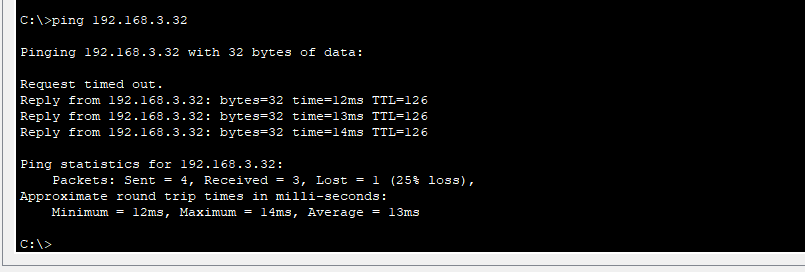 C:\>ping 192.168.3.32
Pinging 192.168.3.32 with 32 bytes of data:
Request timed out.
Reply from 192.168.3.32: bytes=32 time=12ms TTL=126
Reply from 192.168.3.32: bytes=32 time=13ms TTL=126
Reply from 192.168.3.32: bytes=32 time=14ms TTL=126
Ping statistics for 192.168.3.32:
    Packets: Sent = 4, Received = 3, Lost = 1 (25% loss),
Approximate round trip times in milli-seconds:
    Minimum = 12ms, Maximum = 14ms, Average = 13ms
C:\>